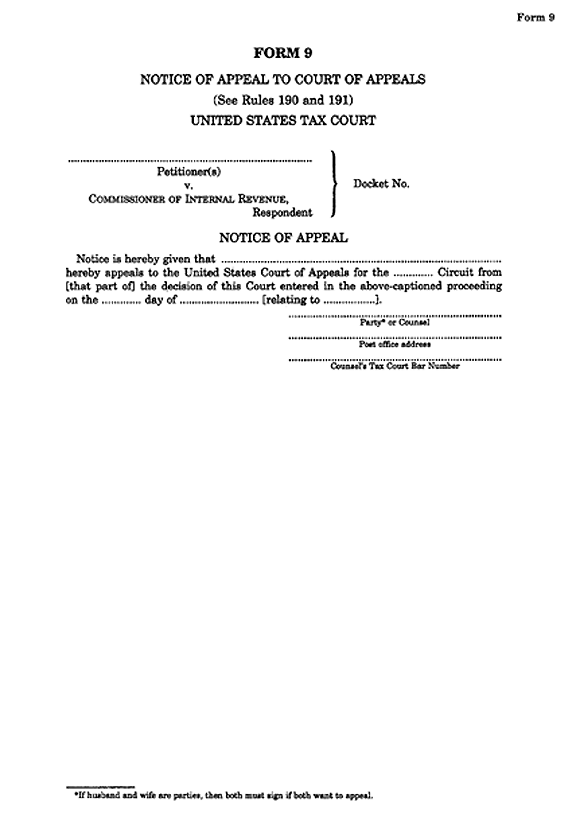 Form 9
FORM 9
NOTICE OF APPEAL TO COURT OF APPEALS
(See Rules 190 and 191)
UNITED STATES TAX COURT
Petitioner(s)
v.
COMMISSIONER OF INTERNAL REVENUE,
Respondent
Docket No.
NOTICE OF APPEAL
Notice is hereby given that ................................................................
hereby appeals to the United States Court of Appeals for the ............. Circuit from
[that part of] the decision of this Court entered in the above-captioned proceeding
on the ............. day of .......................... [relating to .................].
Party* or Counsel
Post office address
Counsel's Tax Court Bar Number
*If husband and wife are parties, then both must sign if both want to appeal.